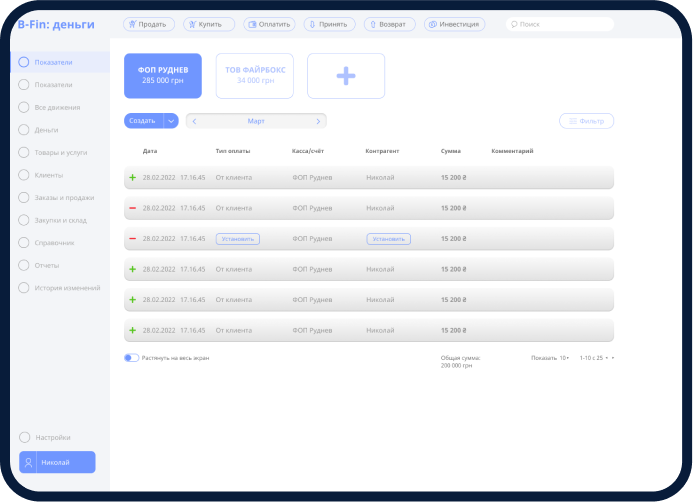 B-Fin: деньги
Продать
Купить
Оплатить
Принять
Возврат
Инвестиция
Поиск
Показатели
Показатели
Все движения
Деньги
Товары и услуга
Клиенты
Заказы и продажи
Закупки и склад
Справочник
Отчеты
История изменений
Настройки
Николай
ФОП РУДНЕВ
285 000 грн
ТОВ ФАЙРБОКС
34 000 грн
Создать
Март
Фильтр
Дата Тип оплаты Касса/счёт Контрагент Сумма Комментарий
28.02.2022 17.16.45 От клиента ФОП Руднев Николай 15 200 ₴
28.02.2022 17.16.45 От клиента ФОП Руднев Николай 15 200 ₴
28.02.2022 17.16.45 Установить ФОП Руднев Установить 15 200 ₴
28.02.2022 17.16.45 От клиента ФОП Руднев Николай 15 200 ₴
28.02.2022 17.16.45 От клиента ФОП Руднев Николай 15 200 ₴
28.02.2022 17.16.45 От клиента ФОП Руднев Николай 15 200 ₴
Растянуть на весь экран
Общая сумма:
200 000 грн
Показать 10
1-10 с 25